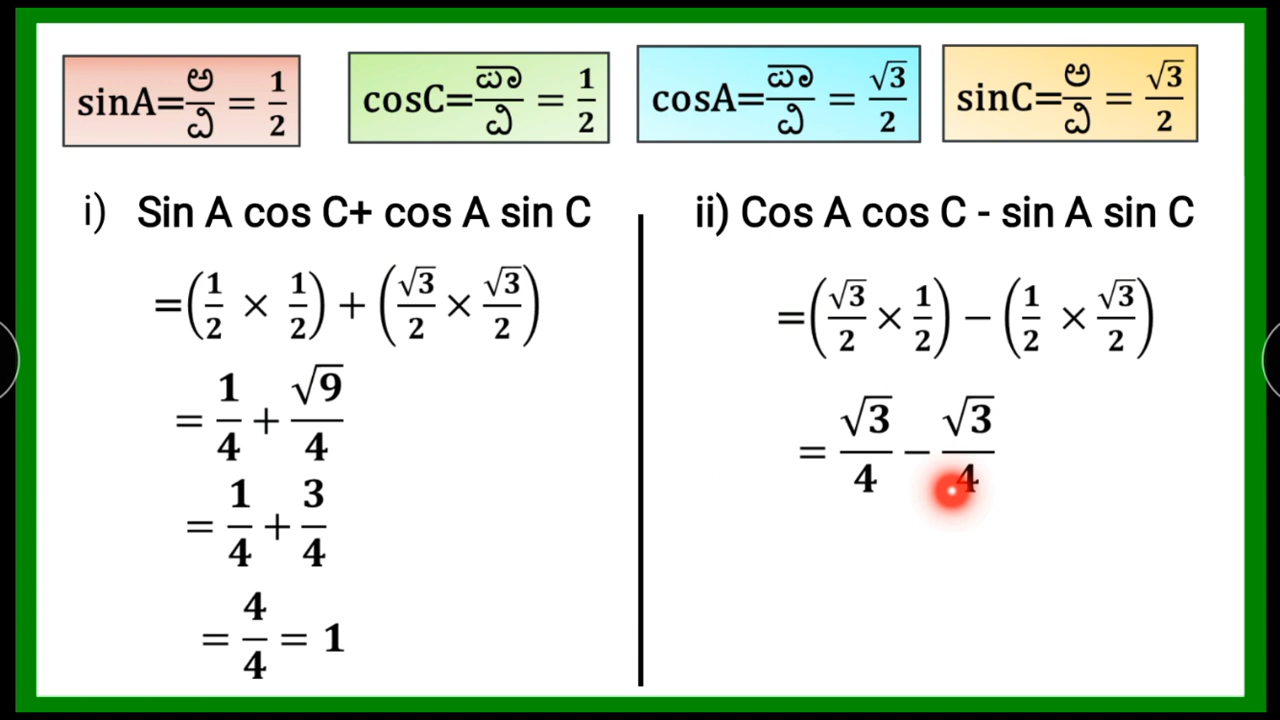 sinA=ಅ/ವಿ = 1/2
cosC=ಪಾ/ವಿ = 1/2
cosA=ಪಾ/ವಿ = √3/2
sinC=ಅ/ವಿ = √3/2
i) Sin A cos C+ cos A sin C
=(1/2 × 1/2) + (√3/2 × √3/2)
= 1/4 + √9/4
= 1/4 + 3/4
= 4/4 = 1
ii) Cos A cos C - sin A sin C
=(√3/2 × 1/2) − (1/2 × √3/2)
= √3/4 − √3/4